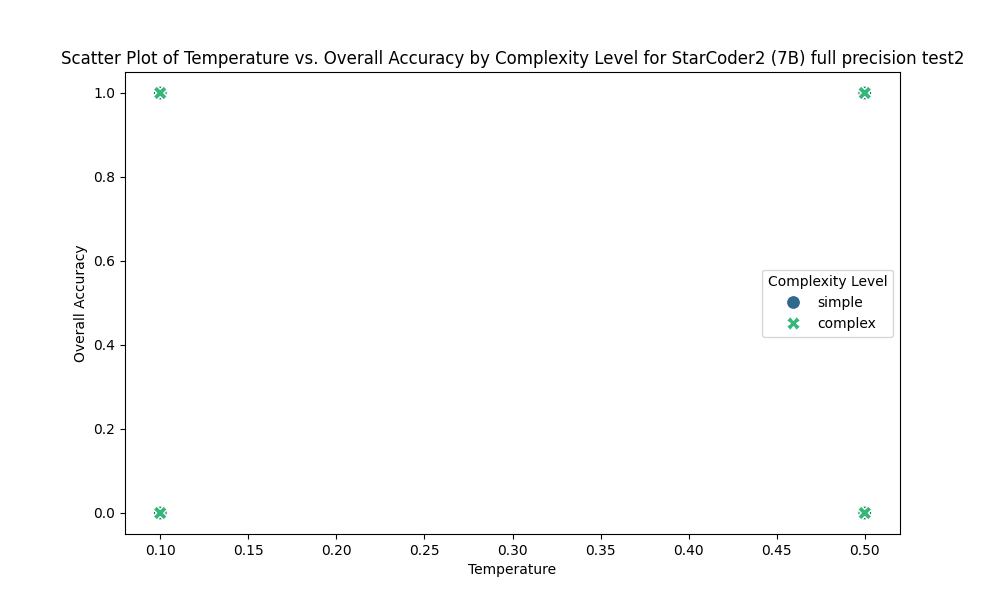 Scatter Plot of Temperature vs. Overall Accuracy by Complexity Level for StarCoder2 (7B) full precision test2
1.0
0.8
0.6
0.4
0.2
0.0
Overall Accuracy
Complexity Level
simple
complex
0.10 0.15 0.20 0.25 0.30 0.35 0.40 0.45 0.50
Temperature